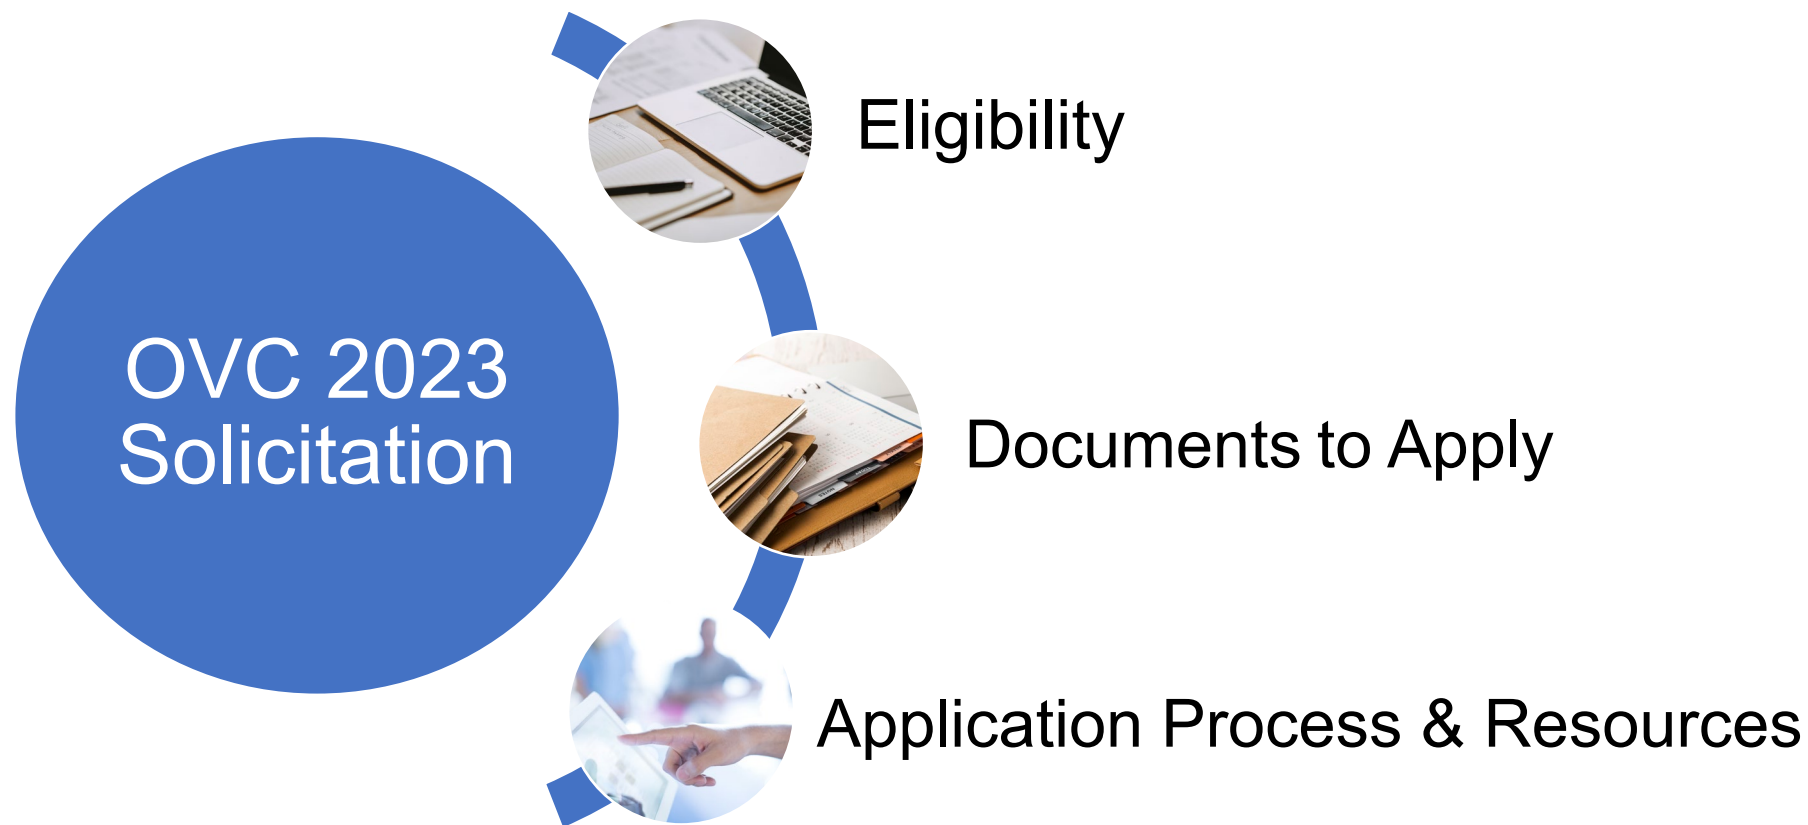 OVC 2023
Solicitation
Eligibility
Documents to Apply
Application Process & Resources